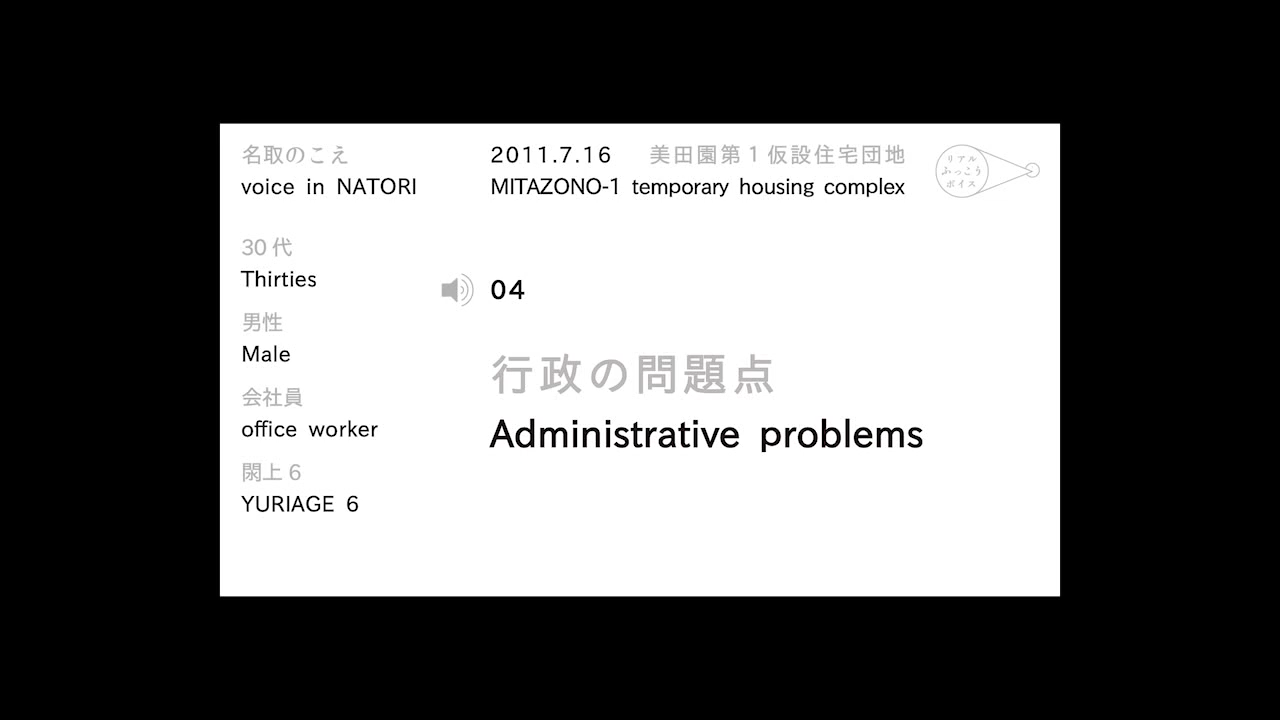 名取のこえ
voice in NATORI
2011.7.16 美田園第1仮設住宅団地
MITAZONO-1 temporary housing complex
リアル
ふっこう
ボイス
30代
Thirties
男性
Male
会社員
office worker
閖上6
YURIAGE 6
04
行政の問題点
Administrative problems